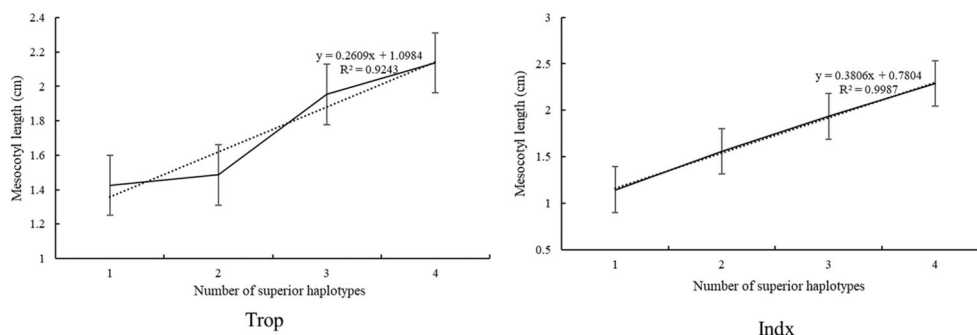 2.4
2.2
2
1.8
1.6
1.4
1.2
1
Mesocotyl length (cm)
y = 0.2609x + 1.0984
R² = 0.9243
1 2 3 4
Number of superior haplotypes
Trop
3
2.5
2
1.5
1
0.5
Mesocotyl length (cm)
y = 0.3806x + 0.7804
R² = 0.9987
1 2 3 4
Number of superior haplotypes
Indx